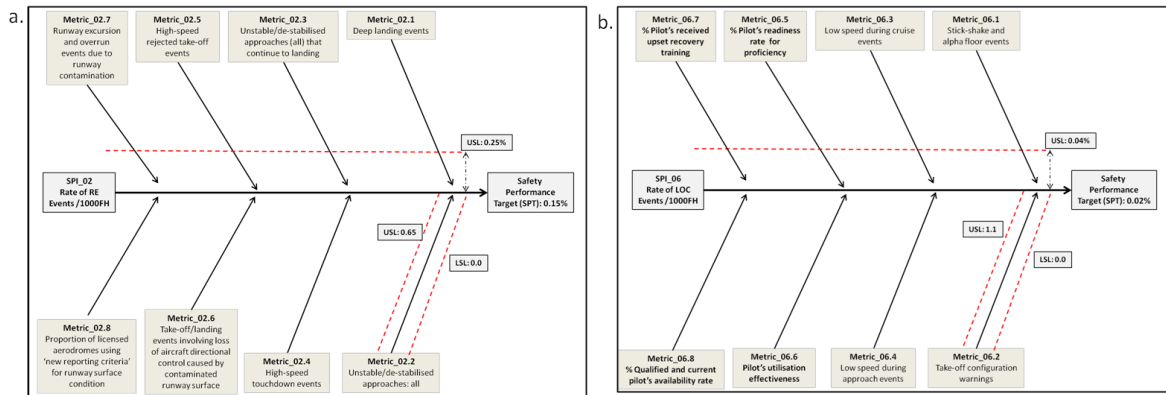 a.
Metric_02.7
Runway excursion
and overrun
events due to
runway
contamination
Metric_02.5
High-speed
rejected take-off
events
Metric_02.3
Unstable/de-stabilised
approaches (all) that
continue to landing
Metric_02.1
Deep landing events
USL: 0.25%
SPI_02
Rate of RE
Events /1000FH
Safety
Performance
Target (SPT): 0.15%
USL: 0.65
LSL: 0.0
Metric_02.8
Proportion of licensed
aerodromes using
‘new reporting criteria’
for runway surface
condition
Metric_02.6
Take-off/landing
events involving loss
of aircraft directional
control caused by
contaminated
runway surface
Metric_02.4
High-speed
touchdown events
Metric_02.2
Unstable/de-stabilised
approaches: all
b.
Metric_06.7
% Pilot’s received
upset recovery
training
Metric_06.5
% Pilot’s readiness
rate for
proficiency
Metric_06.3
Low speed during cruise
events
Metric_06.1
Stick-shake and
alpha floor events
USL: 0.04%
SPI_06
Rate of LOC
Events/1000FH
Safety
Performance
Target (SPT): 0.02%
USL: 1.1
LSL: 0.0
Metric_06.8
% Qualified and current
pilot’s availability rate
Metric_06.6
Pilot’s utilisation
effectiveness
Metric_06.4
Low speed during
approach events
Metric_06.2
Take-off configuration
warnings